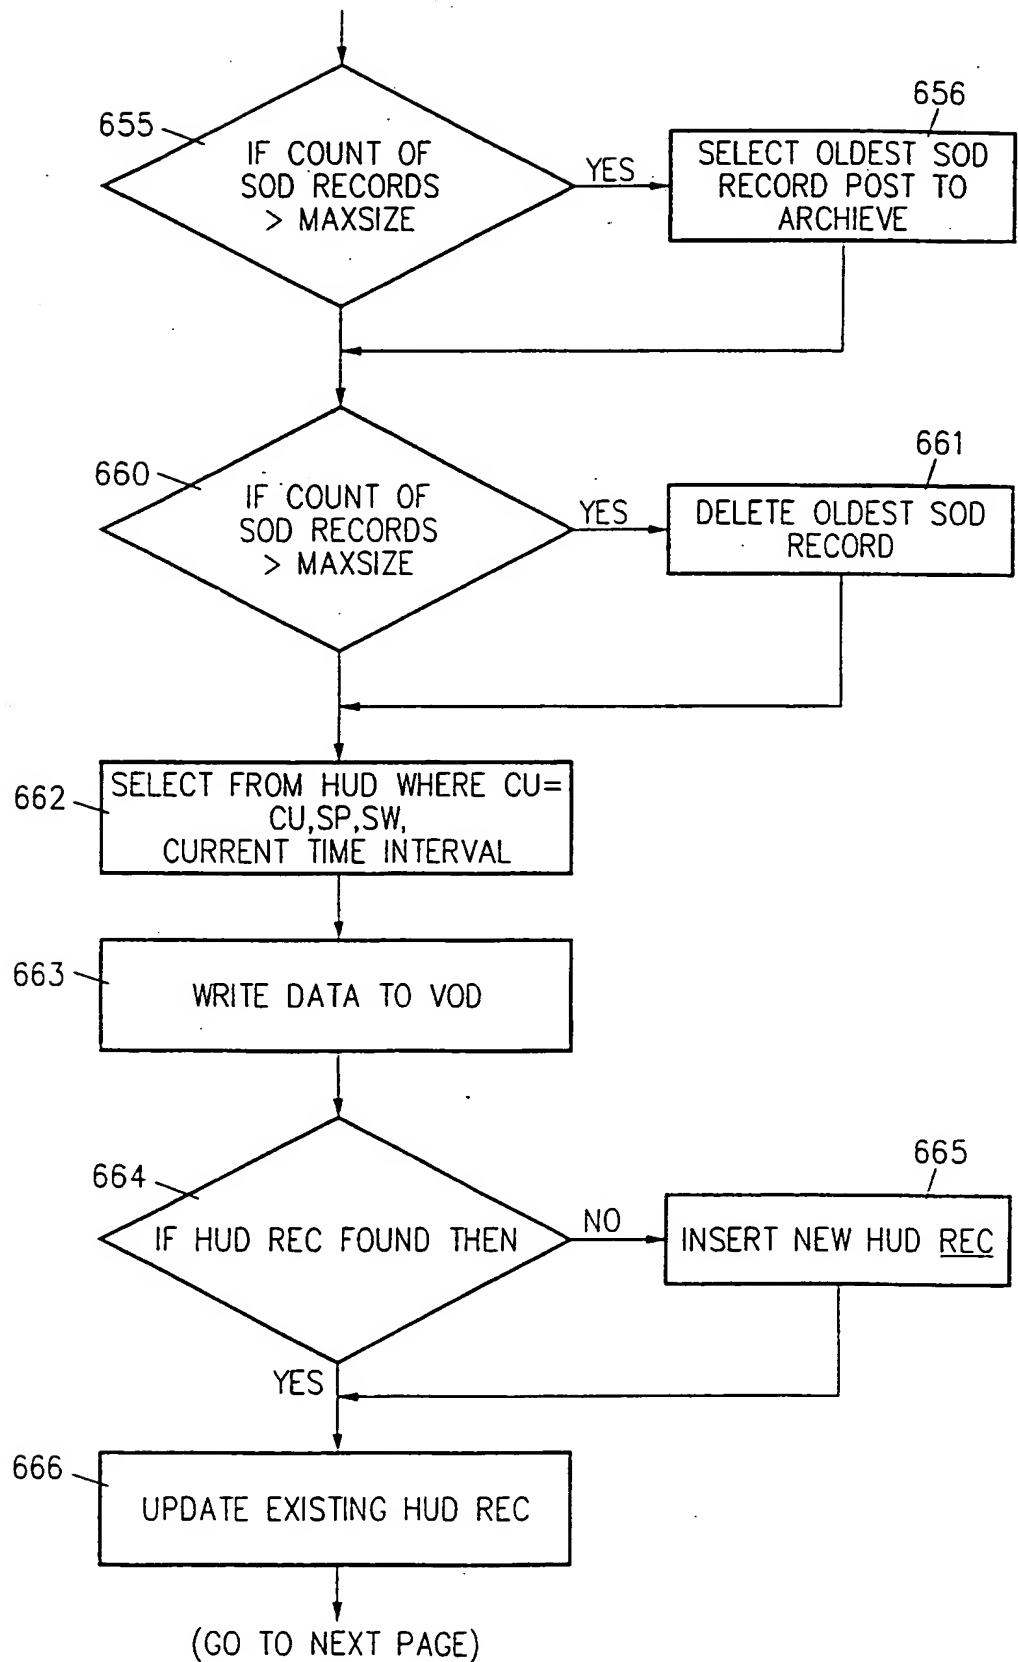 655
IF COUNT OF
SOD RECORDS
> MAXSIZE
YES
656
SELECT OLDEST SOD
RECORD POST TO
ARCHIEVE
660
IF COUNT OF
SOD RECORDS
> MAXSIZE
YES
661
DELETE OLDEST SOD
RECORD
662
SELECT FROM HUD WHERE CU=
CU,SP,SW,
CURRENT TIME INTERVAL
663
WRITE DATA TO VOD
664
IF HUD REC FOUND THEN
NO
665
INSERT NEW HUD REC
YES
666
UPDATE EXISTING HUD REC
(GO TO NEXT PAGE)